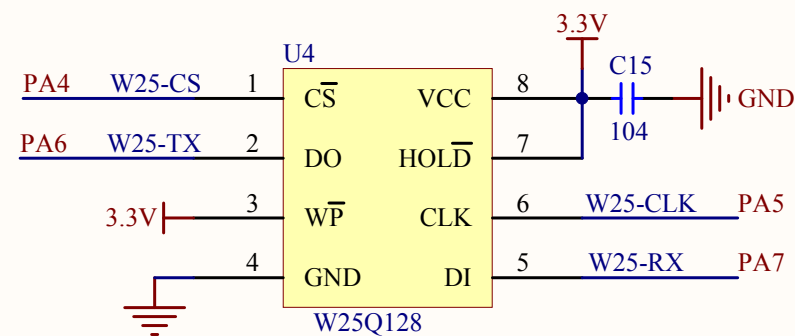 3.3V
U4
C15
PA4 W25-CS 1 CS VCC 8 GND
104
PA6 W25-TX 2 DO HOLD 7
3.3V 3 WP CLK 6 W25-CLK PA5
4 GND DI 5 W25-RX PA7
W25Q128